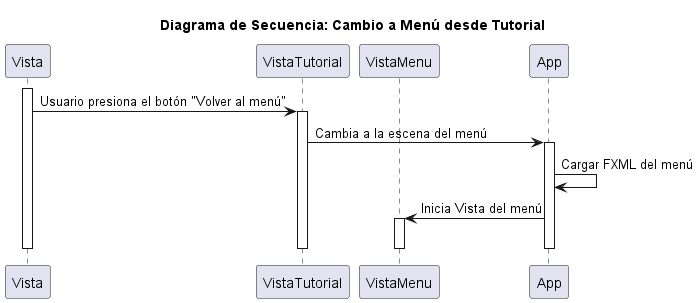 Diagrama de Secuencia: Cambio a Menú desde Tutorial
Vista VistaTutorial VistaMenu App
Usuario presiona el botón "Volver al menú"
Cambia a la escena del menú
Cargar FXML del menú
Inicia Vista del menú
Vista VistaTutorial VistaMenu App